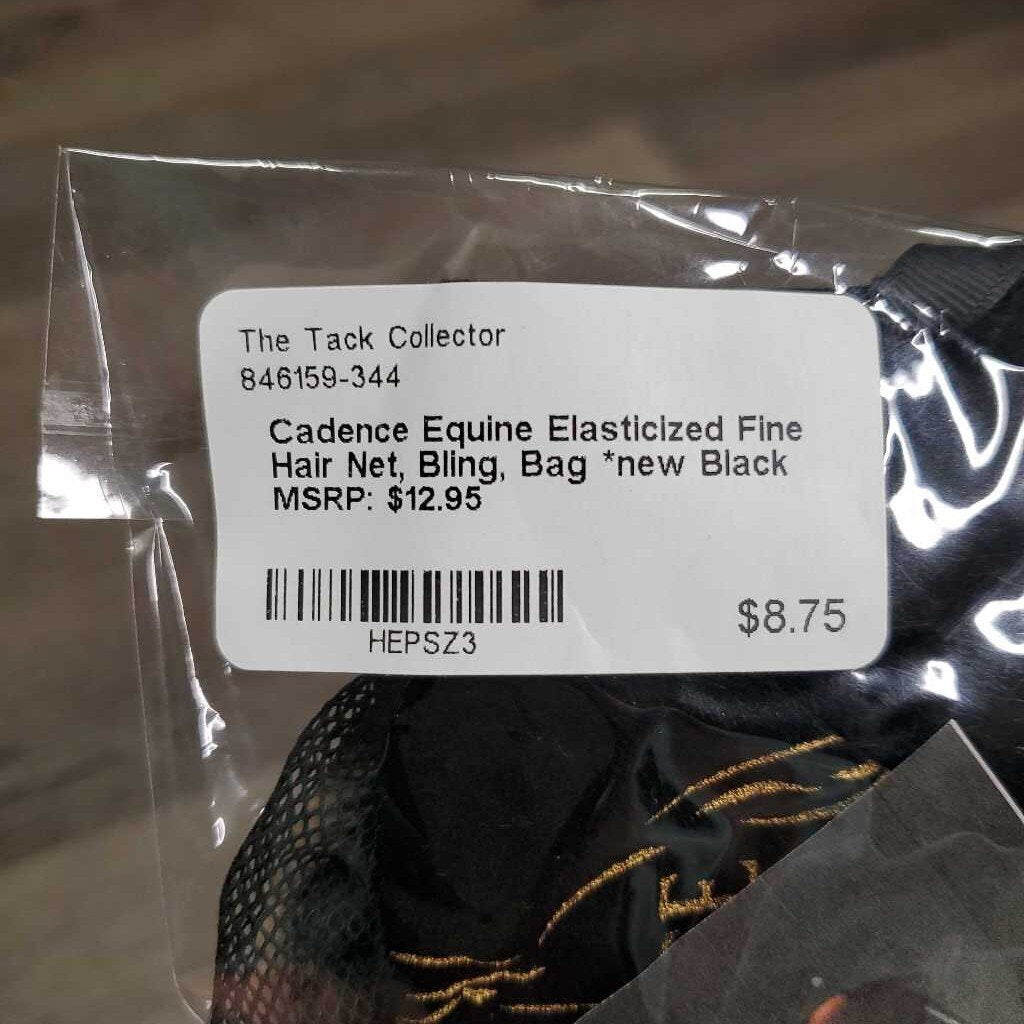 The Tack Collector
846159-344
Cadence Equine Elasticized Fine
Hair Net, Bling, Bag *new Black
MSRP: $12.95
HEPSZ3
$8.75